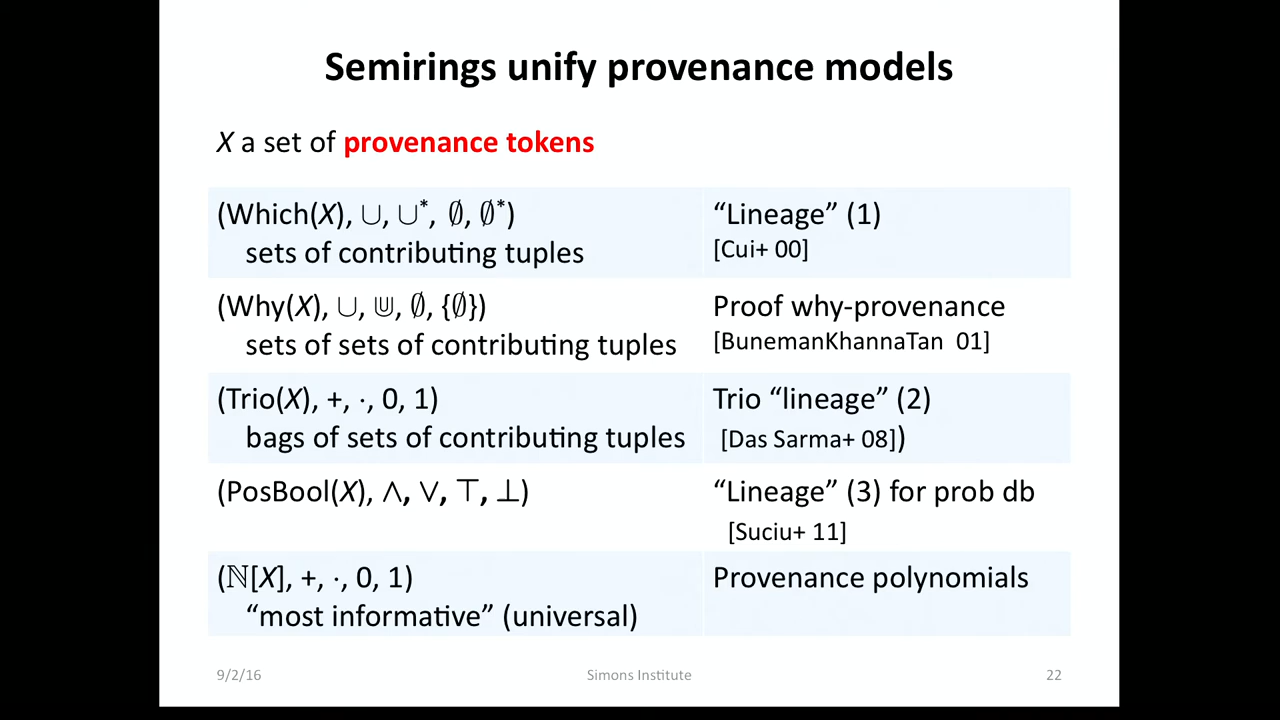 Semirings unify provenance models
X a set of provenance tokens
(Which(X), ∪, ∪*, ∅, ∅*)
sets of contributing tuples
“Lineage” (1)
[Cui+ 00]
(Why(X), ∪, ⋓, ∅, {∅})
sets of sets of contributing tuples
Proof why-provenance
[BunemanKhannaTan 01]
(Trio(X), +, ·, 0, 1)
bags of sets of contributing tuples
Trio “lineage” (2)
[Das Sarma+ 08])
(PosBool(X), ∧, ∨, ⊤, ⊥)
“Lineage” (3) for prob db
[Suciu+ 11]
(ℕ[X], +, ·, 0, 1)
“most informative” (universal)
Provenance polynomials
9/2/16
Simons Institute
22